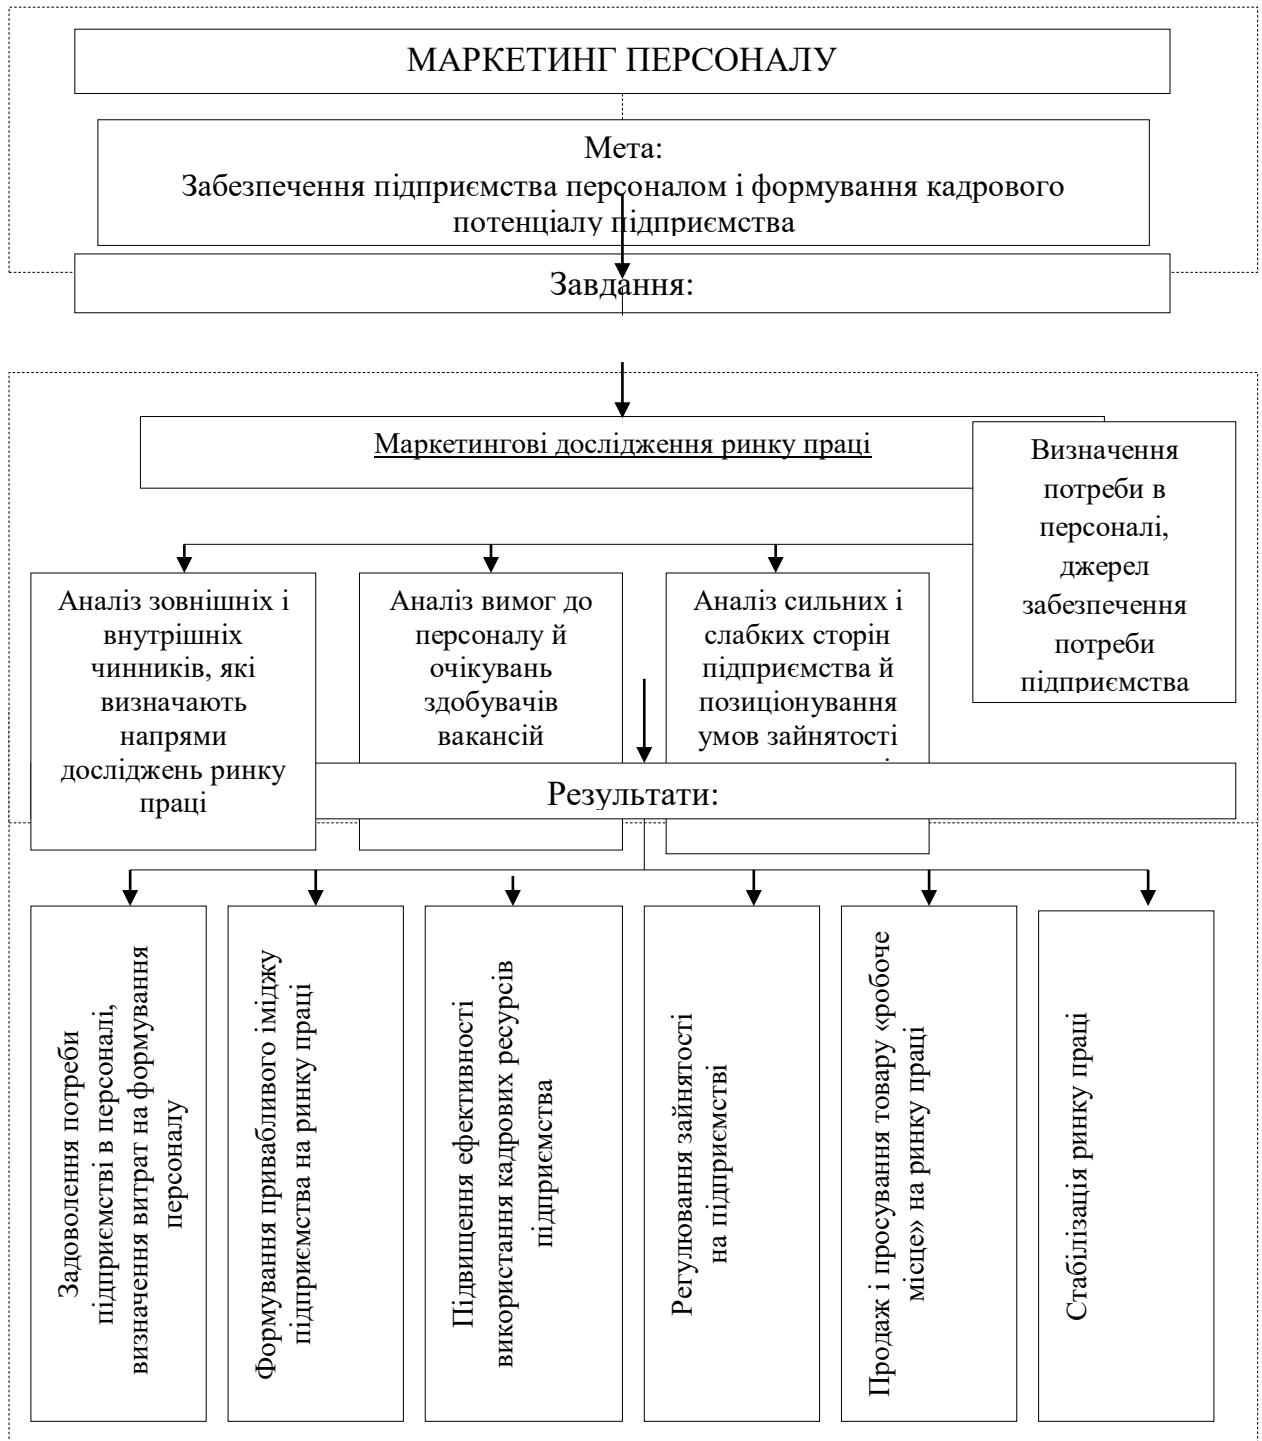 МАРКЕТИНГ ПЕРСОНАЛУ
Мета:
Забезпечення підприємства персоналом і формування кадрового
потенціалу підприємства
Завдання:
Маркетингові дослідження ринку праці
Аналіз зовнішніх і
внутрішніх
чинників, які
визначають
напрями
досліджень ринку
праці
Аналіз вимог до
персоналу й
очікувань
здобувачів
вакансій
Аналіз сильних і
слабких сторін
підприємства й
позиціонування
умов зайнятості
Визначення
потреби в
персоналі,
джерел
забезпечення
потреби
підприємства
Результати:
Задоволення потреби
підприємстві в персоналі,
визначення витрат на формування
персоналу
Формування привабливого іміджу
підприємства на ринку праці
Підвищення ефективності
використання кадрових ресурсів
підприємства
Регулювання зайнятості
на підприємстві
Продаж і просування товару «робоче
місце» на ринку праці
Стабілізація ринку праці